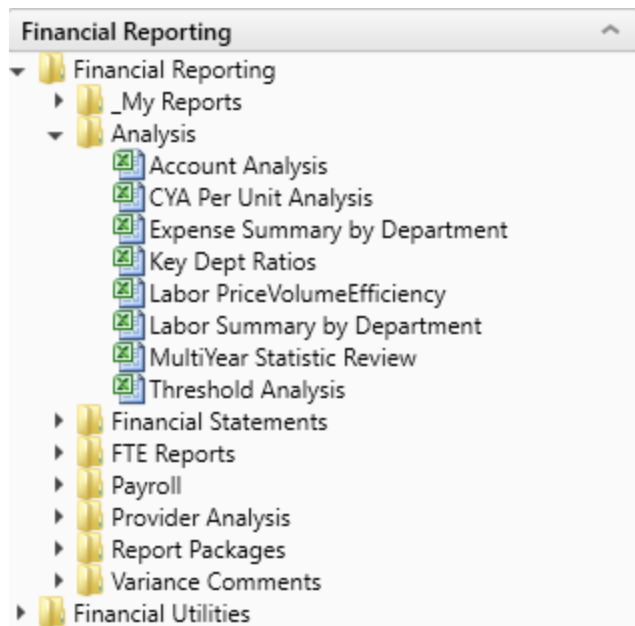 Financial Reporting
Financial Reporting
_My Reports
Analysis
Account Analysis
CYA Per Unit Analysis
Expense Summary by Department
Key Dept Ratios
Labor PriceVolumeEfficiency
Labor Summary by Department
MultiYear Statistic Review
Threshold Analysis
Financial Statements
FTE Reports
Payroll
Provider Analysis
Report Packages
Variance Comments
Financial Utilities